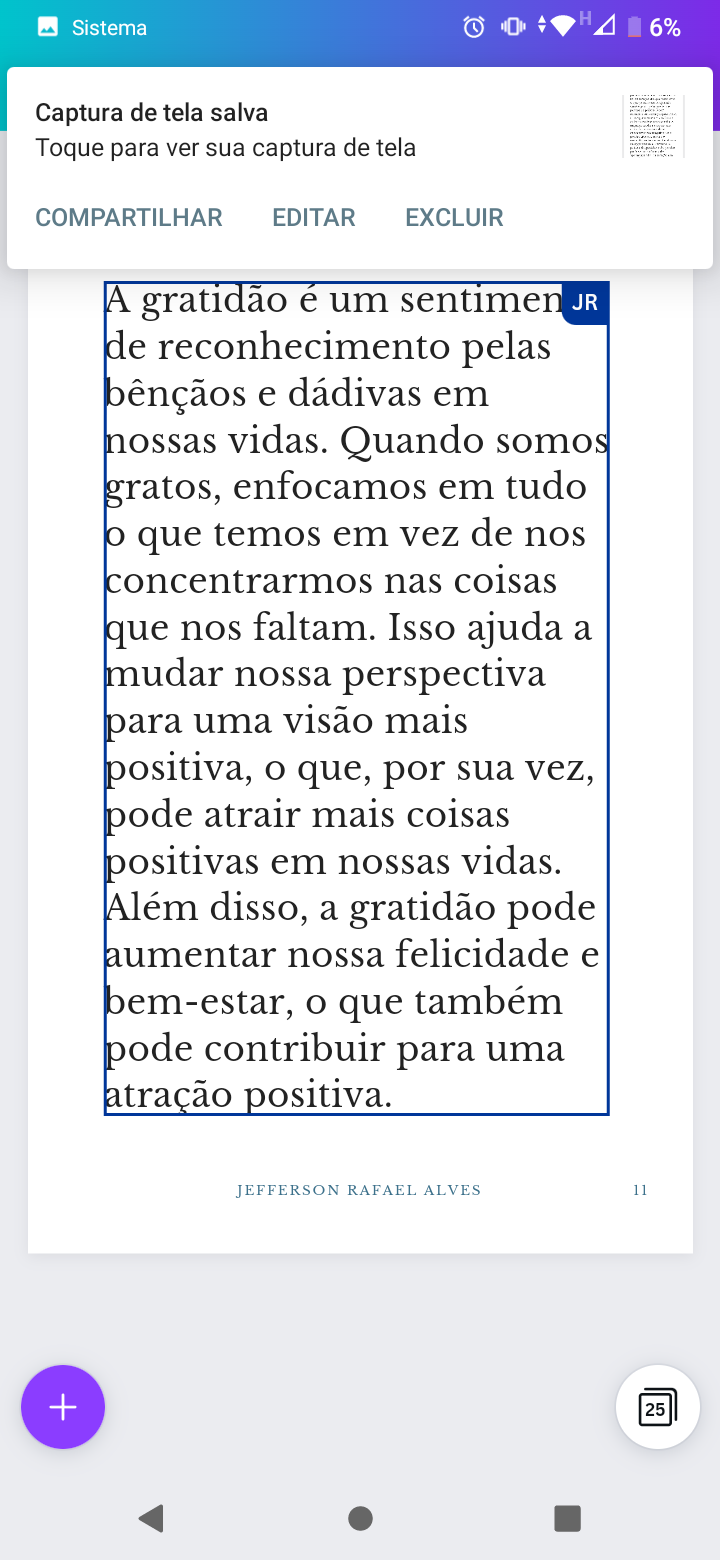 Sistema
H
6%
Captura de tela salva
Toque para ver sua captura de tela
COMPARTILHAR EDITAR EXCLUIR
A gratidão é um sentimen
JR
de reconhecimento pelas
bênçãos e dádivas em
nossas vidas. Quando somos
gratos, enfocamos em tudo
o que temos em vez de nos
concentrarmos nas coisas
que nos faltam. Isso ajuda a
mudar nossa perspectiva
para uma visão mais
positiva, o que, por sua vez,
pode atrair mais coisas
positivas em nossas vidas.
Além disso, a gratidão pode
aumentar nossa felicidade e
bem-estar, o que também
pode contribuir para uma
atração positiva.
JEFFERSON RAFAEL ALVES 11
25